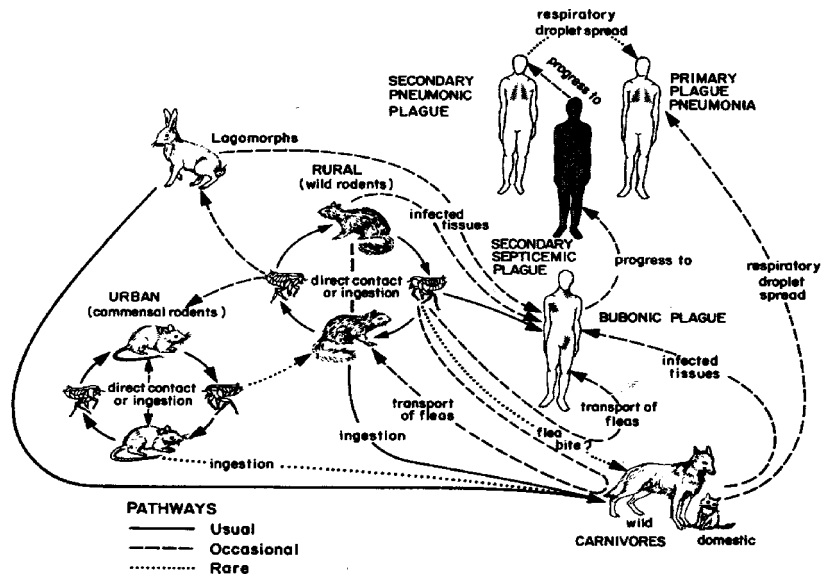 respiratory
droplet spread
SECONDARY
PNEUMONIC
PLAGUE
progress to
PRIMARY
PLAGUE
PNEUMONIA
Lagomorphs
RURAL
(wild rodents)
infected
tissues
SECONDARY
SEPTICEMIC
PLAGUE
progress to
respiratory
droplet
spread
direct contact
or ingestion
URBAN
(commensal rodents)
BUBONIC PLAGUE
infected
tissues
direct contact
or ingestion
transport
of fleas
transport of
fleas
ingestion
flea
bite?
ingestion
wild
domestic
CARNIVORES
PATHWAYS
Usual
Occasional
Rare